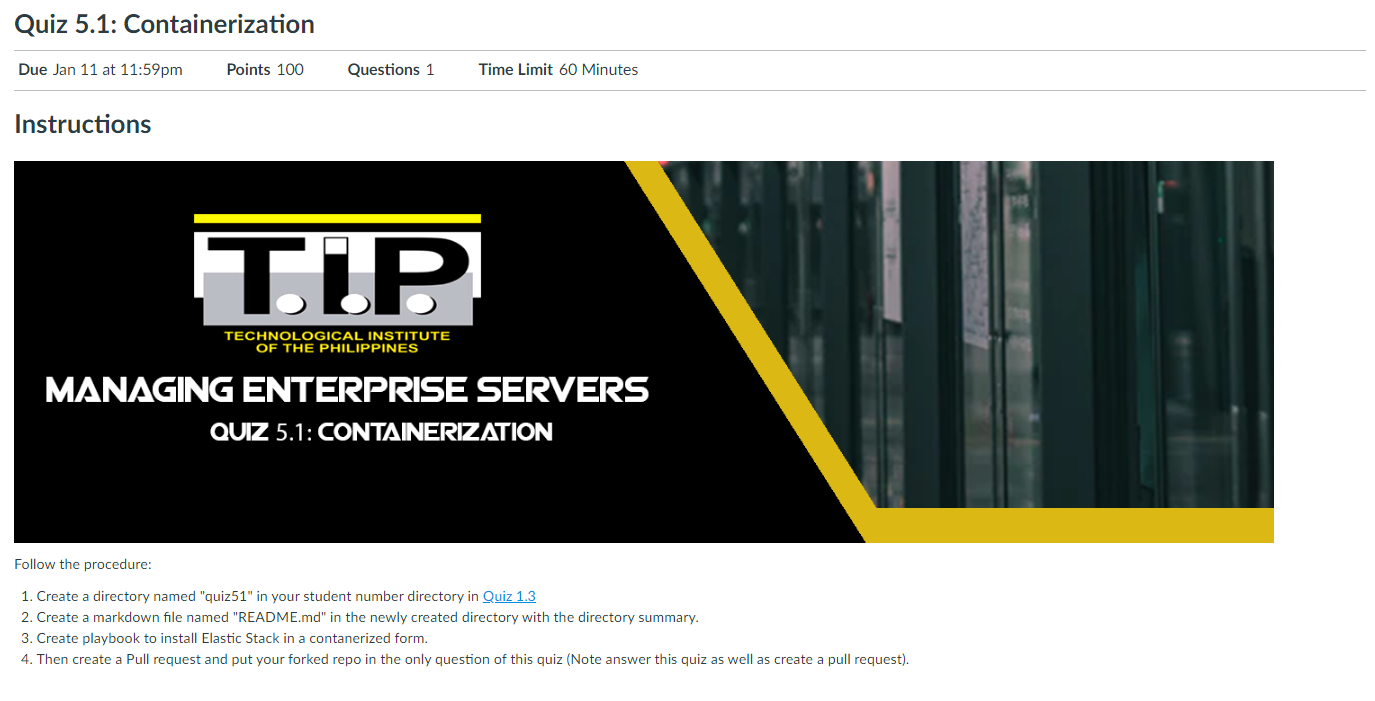 Quiz 5.1: Containerization
Due Jan 11 at 11:59pm Points 100 Questions 1 Time Limit 60 Minutes
Instructions
T.I.P.
TECHNOLOGICAL INSTITUTE
OF THE PHILIPPINES
MANAGING ENTERPRISE SERVERS
QUIZ 5.1: CONTAINERIZATION
Follow the procedure:
1. Create a directory named "quiz51" in your student number directory in Quiz 1.3
2. Create a markdown file named "README.md" in the newly created directory with the directory summary.
3. Create playbook to install Elastic Stack in a contanerized form.
4. Then create a Pull request and put your forked repo in the only question of this quiz (Note answer this quiz as well as create a pull request).